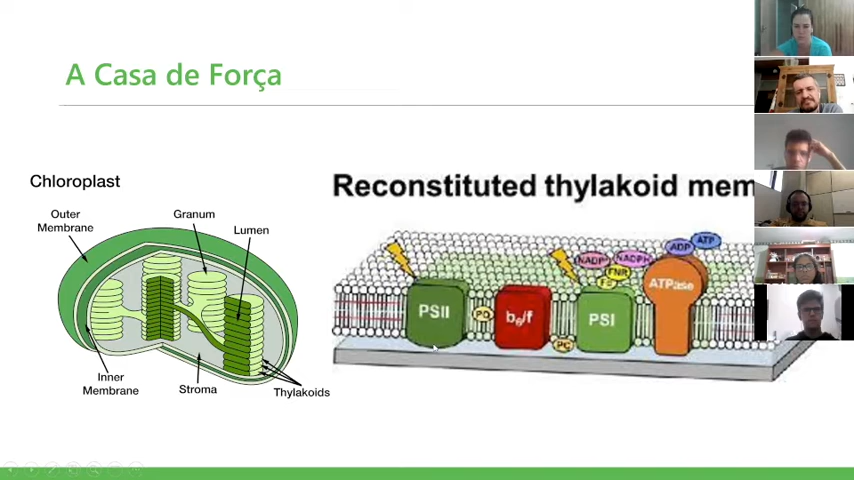 A Casa de Força
Chloroplast
Outer
Membrane
Granum
Lumen
Inner
Membrane
Stroma
Thylakoids
Reconstituted thylakoid mem
NADP
NADPH
ADP
ATP
FNR
FD
ATPase
PSII
PQ
b6/f
PSI
PC